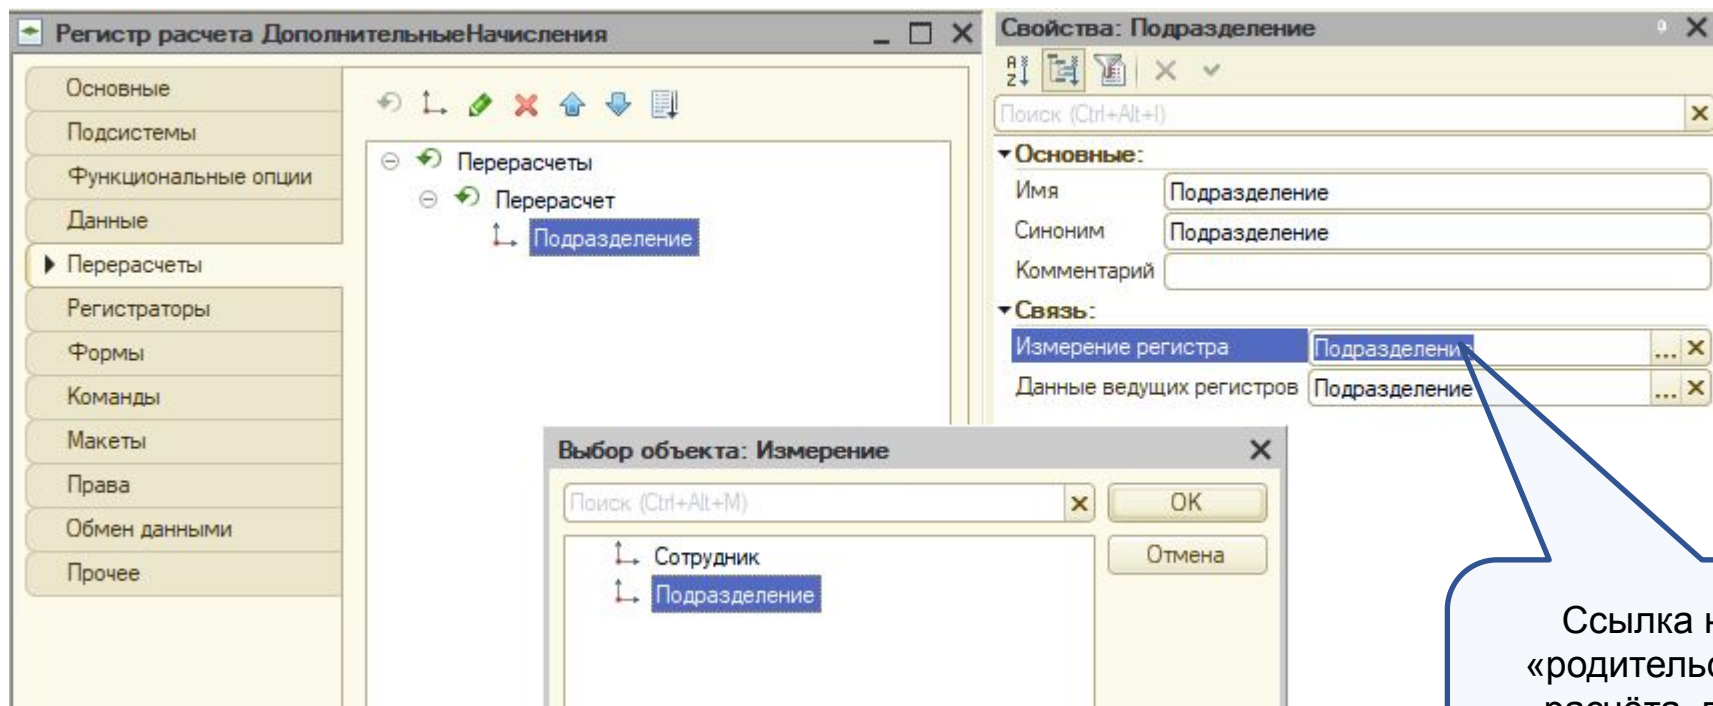 Регистр расчета ДополнительныеНачисления
Основные
Подсистемы
Функциональные опции
Данные
Перерасчеты
Регистраторы
Формы
Команды
Макеты
Права
Обмен данными
Прочее
Перерасчеты
Перерасчет
Подразделение
Свойства: Подразделение
Поиск (Ctrl+Alt+I)
Основные:
Имя Подразделение
Синоним Подразделение
Комментарий
Связь:
Измерение регистра Подразделение ...
Данные ведущих регистров Подразделение ...
Выбор объекта: Измерение
Поиск (Ctrl+Alt+M)
OK
Отмена
Сотрудник
Подразделение
Ссылка